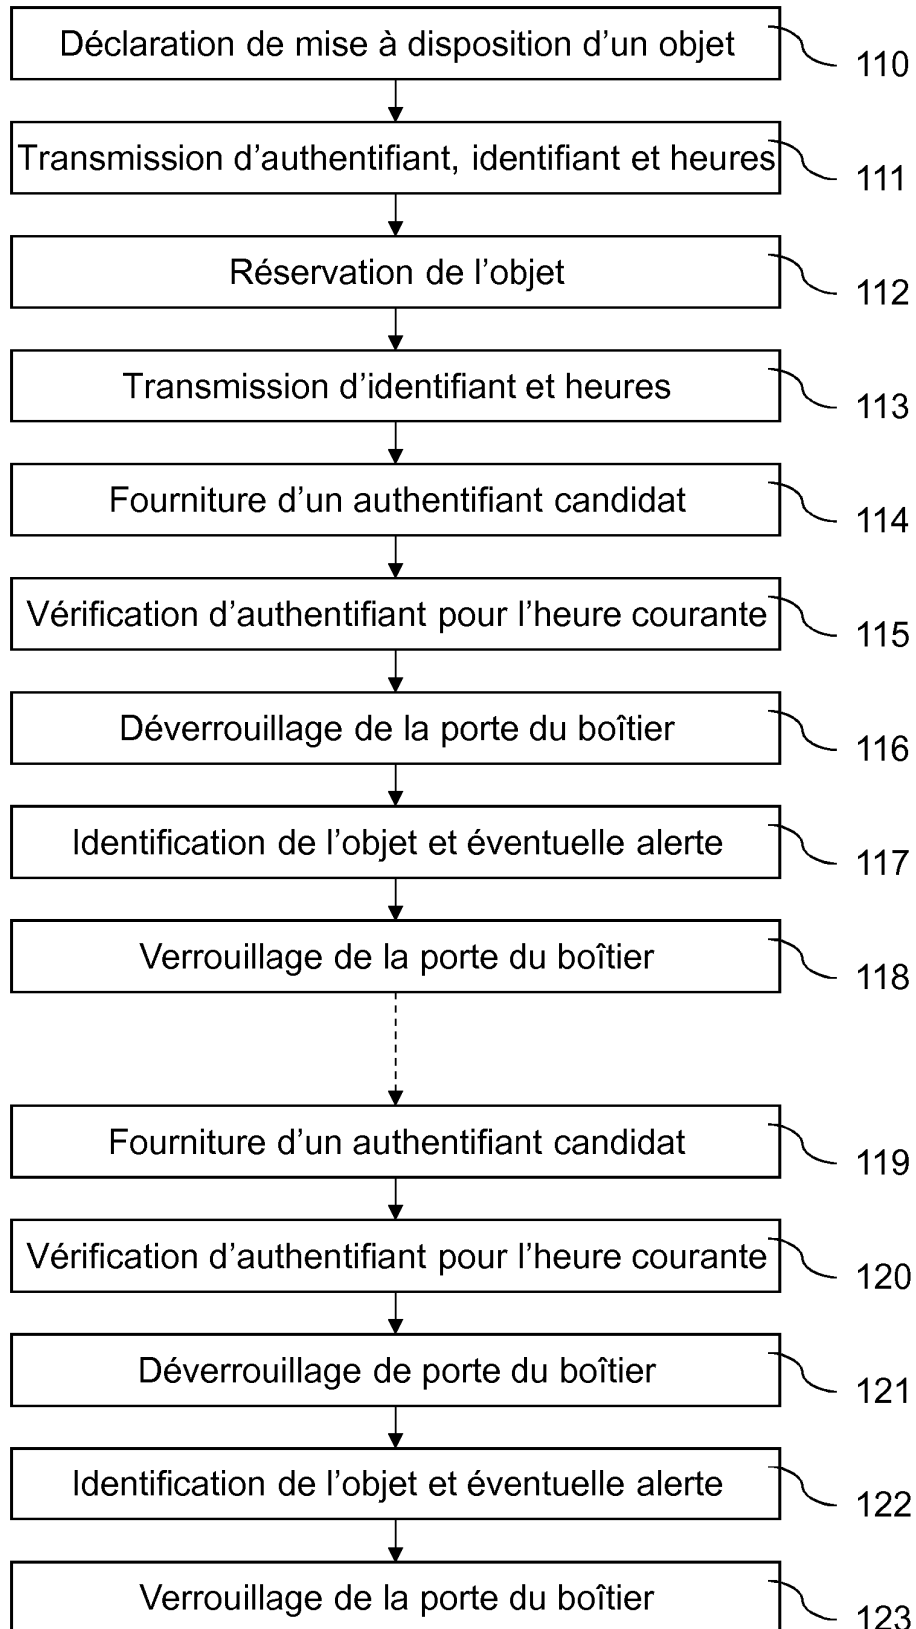 Déclaration de mise à disposition d’un objet
110
Transmission d’authentifiant, identifiant et heures
111
Réservation de l’objet
112
Transmission d’identifiant et heures
113
Fourniture d’un authentifiant candidat
114
Vérification d’authentifiant pour l’heure courante
115
Déverrouillage de la porte du boîtier
116
Identification de l’objet et éventuelle alerte
117
Verrouillage de la porte du boîtier
118
Fourniture d’un authentifiant candidat
119
Vérification d’authentifiant pour l’heure courante
120
Déverrouillage de porte du boîtier
121
Identification de l’objet et éventuelle alerte
122
Verrouillage de la porte du boîtier
123